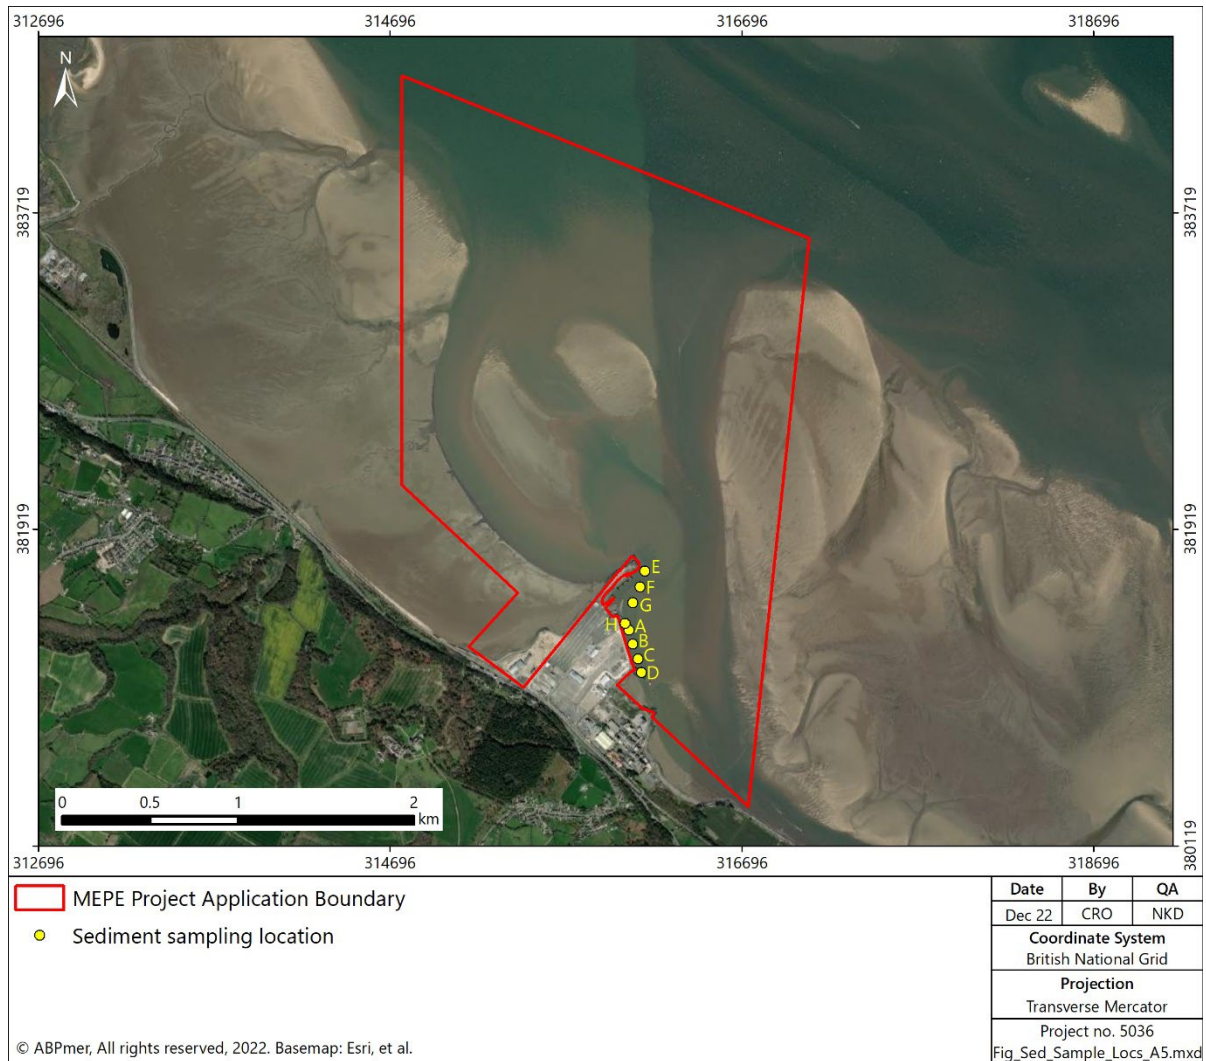 312696 314696 316696 318696
N
383719 383719
381919 381919
E
F
G
H A
B
C
D
0 0.5 1 2
km
380119
312696 314696 316696 318696
MEPE Project Application Boundary
Sediment sampling location
© ABPmer, All rights reserved, 2022. Basemap: Esri, et al.
Date By QA
Dec 22 CRO NKD
Coordinate System
British National Grid
Projection
Transverse Mercator
Project no. 5036
Fig_Sed_Sample_Locs_A5.mxd